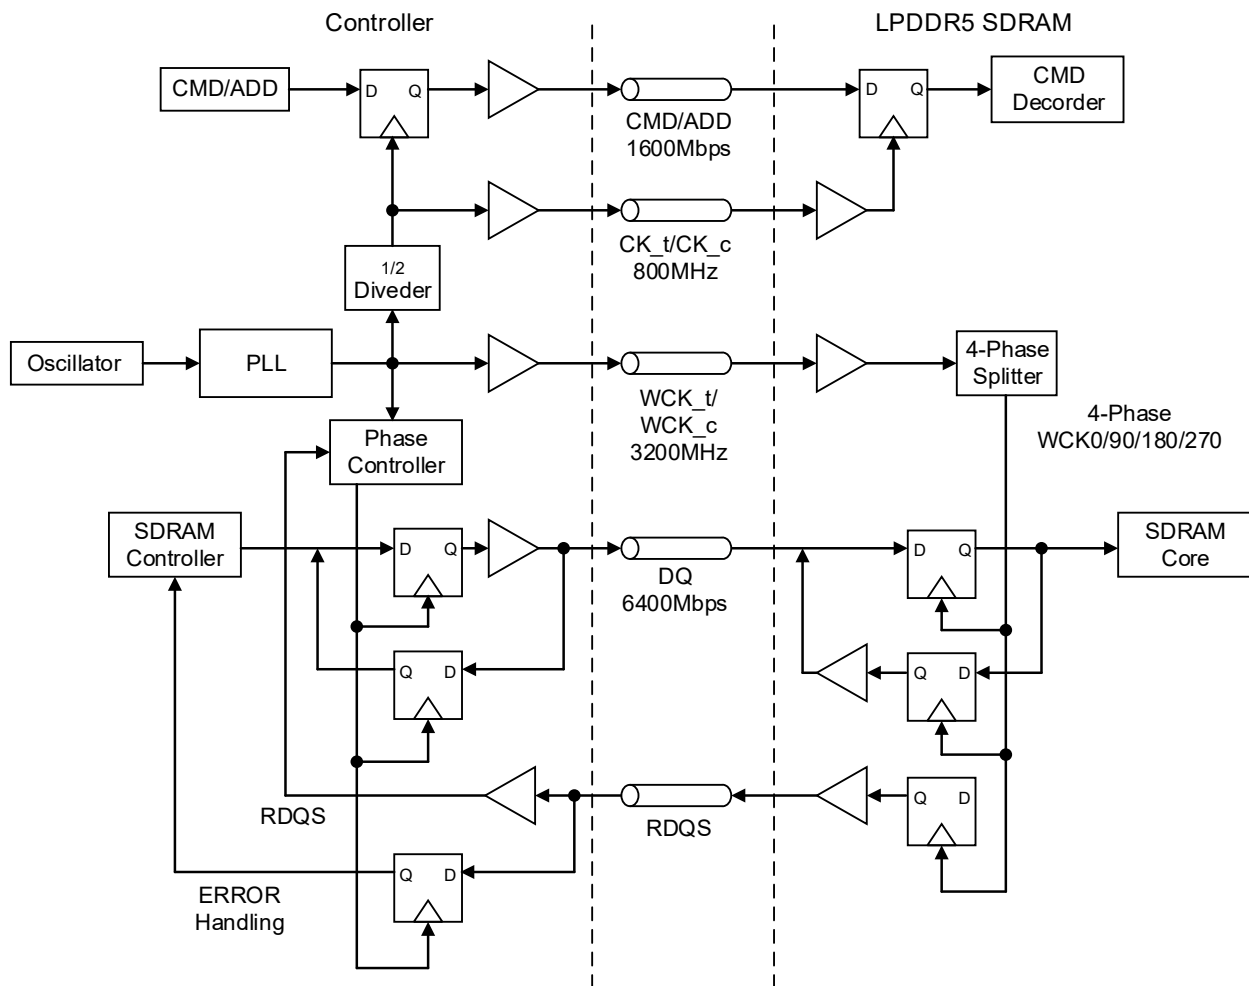 Controller
LPDDR5 SDRAM
CMD/ADD
D
Q
CMD/ADD
1600Mbps
D
Q
CMD
Decorder
CK_t/CK_c
800MHz
1/2
Diveder
Oscillator
PLL
WCK_t/
WCK_c
3200MHz
4-Phase
Splitter
4-Phase
WCK0/90/180/270
Phase
Controller
SDRAM
Controller
D
Q
DQ
6400Mbps
D
Q
SDRAM
Core
Q
D
Q
D
RDQS
RDQS
Q
D
Q
D
ERROR
Handling